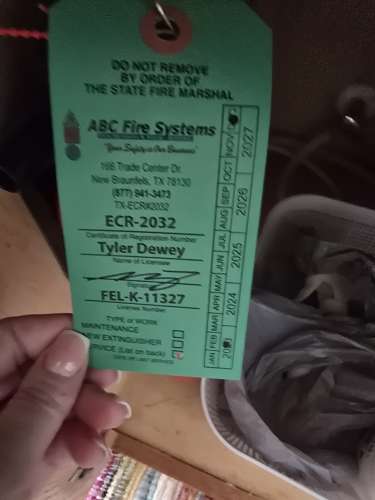 DO NOT REMOVE
BY ORDER OF
THE STATE FIRE MARSHAL
ABC Fire Systems
"Your Safety is Our Business"
166 Trade Center Dr.
New Braunfels, TX 78130
(877) 941-3473
TX-ECR#2032
ECR-2032
Certificate of Registration Number
Tyler Dewey
Name of Licensee
Signature
FEL-K-11327
License Number
TYPE of WORK
MAINTENANCE
NEW EXTINGUISHER
SERVICE (List on back)
JAN FEB MAR APR MAY JUN JUL AUG SEP OCT NOV
2024 2025 2026 2027